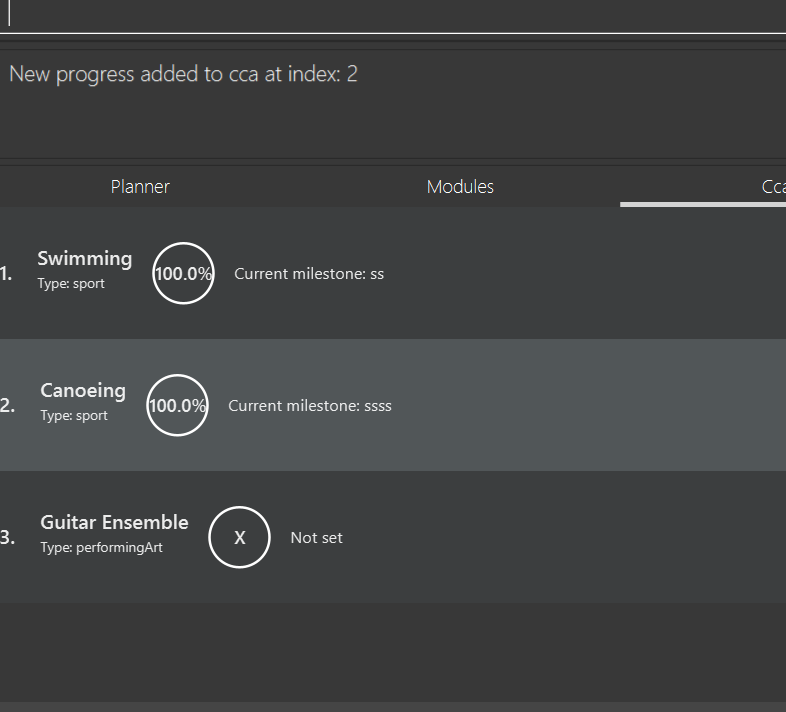 New progress added to cca at index: 2
Planner Modules Cca
1. Swimming 100.0% Current milestone: ss
Type: sport
2. Canoeing 100.0% Current milestone: ssss
Type: sport
3. Guitar Ensemble X Not set
Type: performingArt